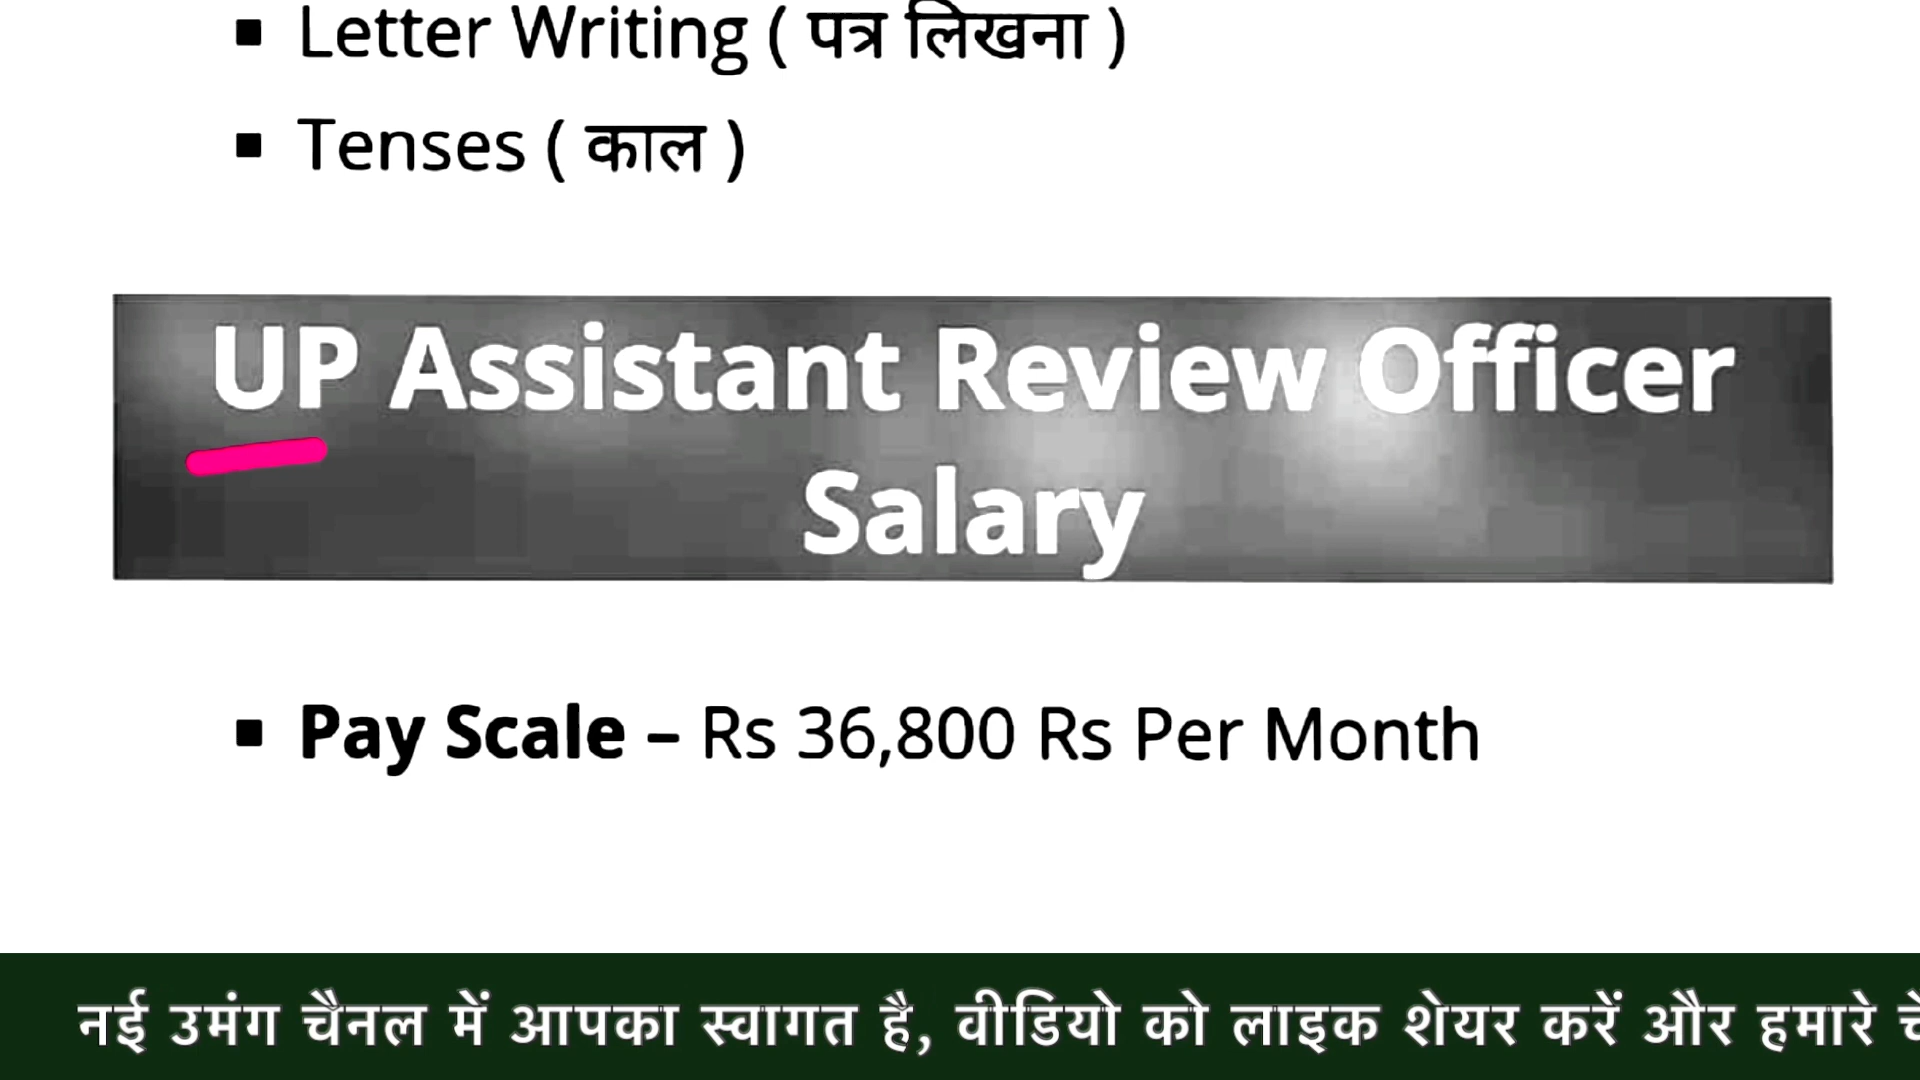 ▪ Letter Writing ( पत्र लिखना )
▪ Tenses ( काल )
UP Assistant Review Officer
Salary
▪ Pay Scale – Rs 36,800 Rs Per Month
नई उमंग चैनल में आपका स्वागत है, वीडियो को लाइक शेयर करें और हमारे